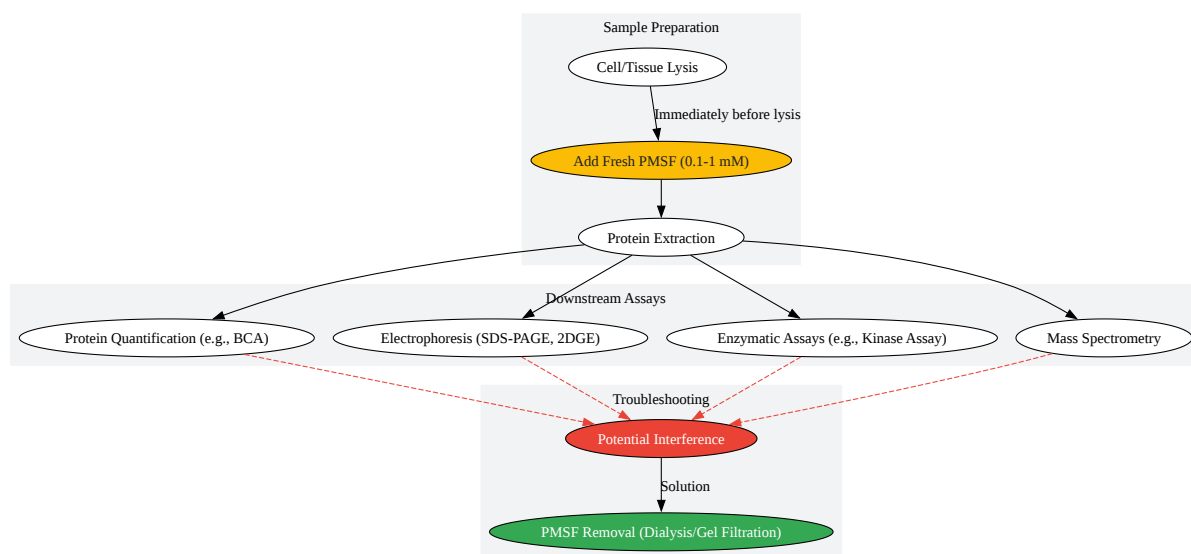 Sample Preparation
Cell/Tissue Lysis
Immediately before lysis
Add Fresh PMSF (0.1-1 mM)
Protein Extraction
Downstream Assays
Protein Quantification (e.g., BCA)
Electrophoresis (SDS-PAGE, 2DGE)
Enzymatic Assays (e.g., Kinase Assay)
Mass Spectrometry
Troubleshooting
Potential Interference
Solution
PMSF Removal (Dialysis/Gel Filtration)